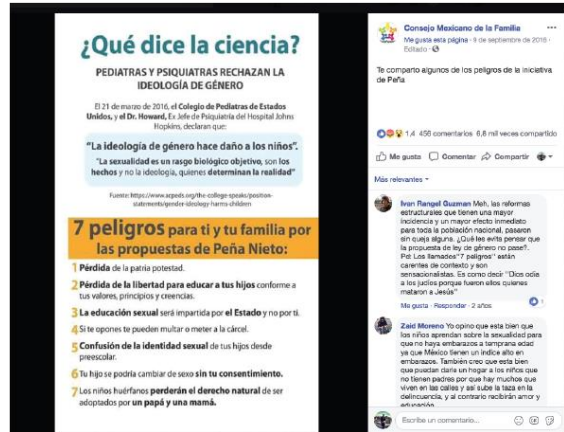 ¿Qué dice la ciencia?
PEDIATRAS Y PSIQUIATRAS RECHAZAN LA
IDEOLOGÍA DE GÉNERO
El 21 de marzo de 2016, el Colegio de Pediatras de Estados
Unidos, y el Dr. Howard, Ex Jefe de Psiquiatría del Hospital Johns
Hopkins, declaran que:
"La ideología de género hace daño a los niños".
"La sexualidad es un rasgo biológico objetivo, son los
hechos y no la ideología, quienes determinan la realidad"
Fuente: https://www.acpeds.org/the-college-speaks/position-
statements/gender-ideology-harms-children
7 peligros para ti y tu familia por
las propuestas de Peña Nieto:
1 Pérdida de la patria potestad.
2 Pérdida de la libertad para educar a tus hijos conforme a
tus valores, principios y creencias.
3 La educación sexual será impartida por el Estado y no por ti.
4 Si te opones te pueden multar o meter a la cárcel.
5 Confusión de la identidad sexual de tus hijos desde
preescolar.
6 Tu hijo se podría cambiar de sexo sin tu consentimiento.
7 Los niños huérfanos perderán el derecho natural de ser
adoptados por un papá y una mamá.
Consejo Mexicano de la Familia
Me gusta esta página · 9 de septiembre de 2016 ·
Editado ·
Te comparto algunos de los peligros de la iniciativa
de Peña
1,4 456 comentarios 6,6 mil veces compartido
Me gusta Comentar Compartir
Más relevantes
Ivan Rangel Guzman Meh, las reformas
estructurales que tienen una mayor
incidencia y un mayor efecto inmediato
para toda la población nacional, pasaron
sin queja alguna. ¿Qué les evita pensar que
la propuesta de ley de género no pase?.
Pd: Los llamados "7 peligros" están
carentes de contexto y son
sensacionalistas. Es como decir "Dios odia
a los judíos porque fueron ellos quienes
mataron a Jesús"
Me gusta · Responder · 2 años
1
Zaid Moreno Yo opino que esta bien que
los niños aprendan sobre la sexualidad para
que no haya embarazos a temprana edad
ya que México tienen un índice alto en
embarazos. También creo que esta bien
que puedan darle un hogar a los niños que
no tienen padres por que hay muchos que
viven en las calles y así sube la taza en la
delincuencia, y al contrario recibirán amor y
educación
Escribe un comentario...